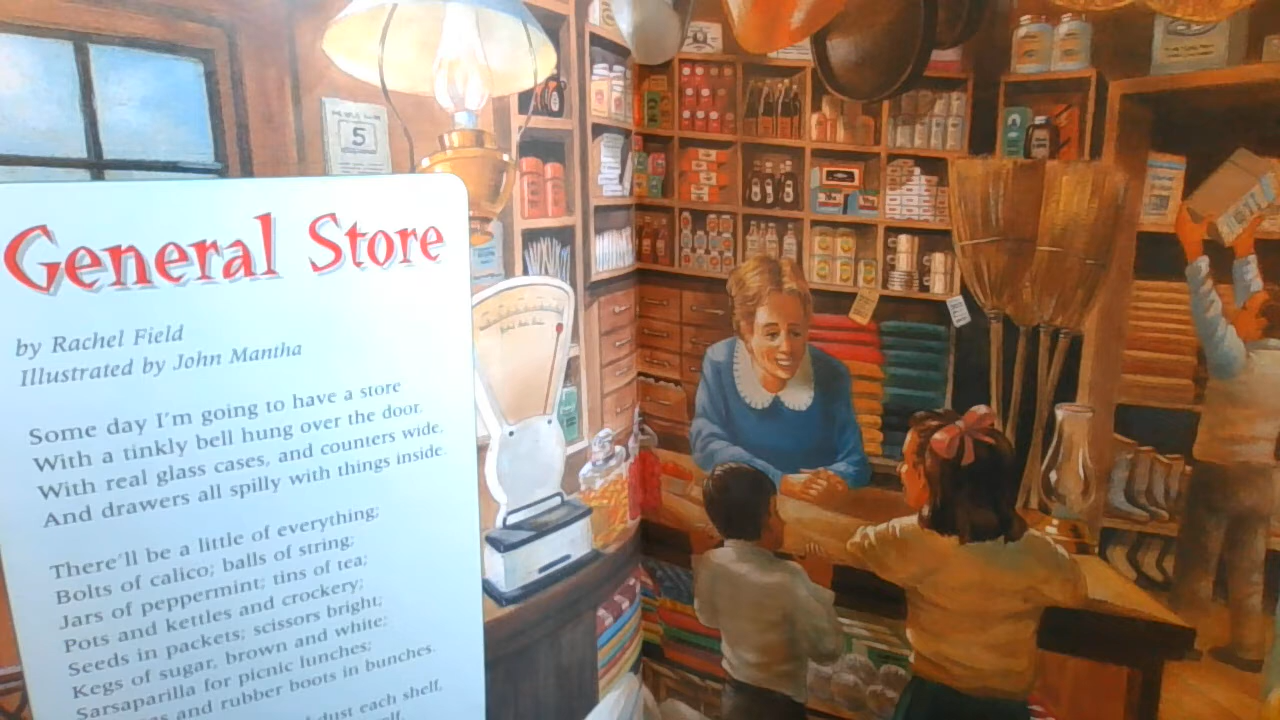 5
General Store
by Rachel Field
Illustrated by John Mantha
Some day I'm going to have a store
With a tinkly bell hung over the door,
With real glass cases, and counters wide,
And drawers all spilly with things inside.
There'll be a little of everything;
Bolts of calico; balls of string;
Jars of peppermint; tins of tea;
Pots and kettles and crockery;
Seeds in packets; scissors bright;
Kegs of sugar, brown and white;
Sarsaparilla for picnic lunches;
and rubber boots in bunches.
dust each shelf,